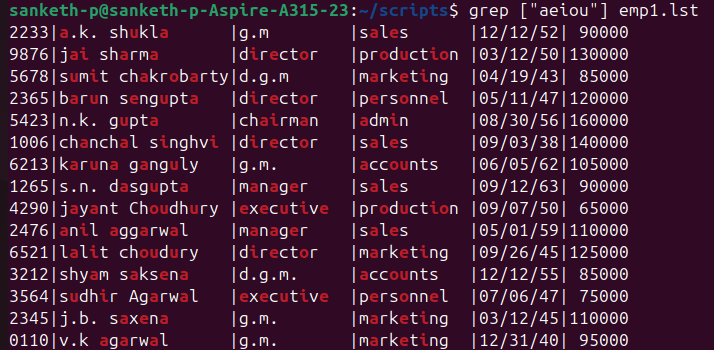 sanketh-p@sanketh-p-Aspire-A315-23:~/scripts$ grep ["aeiou"] emp1.lst
2233|a.k. shukla     |g.m      |sales     |12/12/52| 90000
9876|jai sharma      |director |production|03/12/50|130000
5678|sumit chakrobarty|d.g.m    |marketing |04/19/43| 85000
2365|barun sengupta  |director |personnel |05/11/47|120000
5423|n.k. gupta      |chairman |admin     |08/30/56|160000
1006|chanchal singhvi |director |sales     |09/03/38|140000
6213|karuna ganguly  |g.m.     |accounts  |06/05/62|105000
1265|s.n. dasgupta   |manager  |sales     |09/12/63| 90000
4290|jayant Choudhury |executive |production |09/07/50| 65000
2476|anil aggarwal   |manager  |sales     |05/01/59|110000
6521|lalit choudury  |director |marketing |09/26/45|125000
3212|shyam saksena   |d.g.m.   |accounts  |12/12/55| 85000
3564|sudhir Agarwal  |executive |personnel |07/06/47| 75000
2345|j.b. saxena     |g.m.     |marketing |03/12/45|110000
0110|v.k agarwal     |g.m.     |marketing |12/31/40| 95000